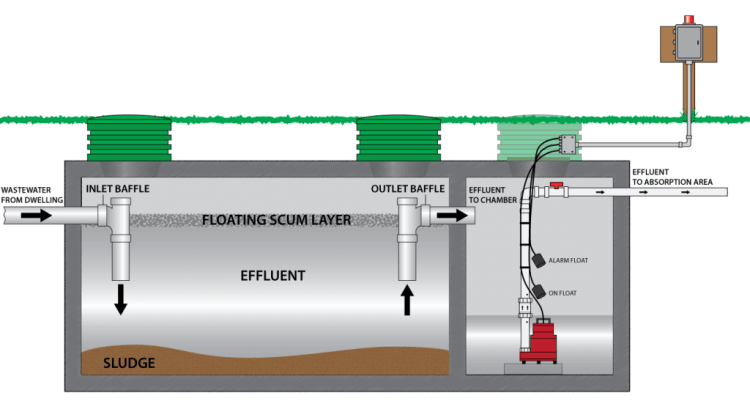 WASTEWATER
FROM DWELLING
INLET BAFFLE
OUTLET BAFFLE
EFFLUENT
TO CHAMBER
EFFLUENT
TO ABSORPTION AREA
FLOATING SCUM LAYER
EFFLUENT
ALARM FLOAT
ON FLOAT
SLUDGE